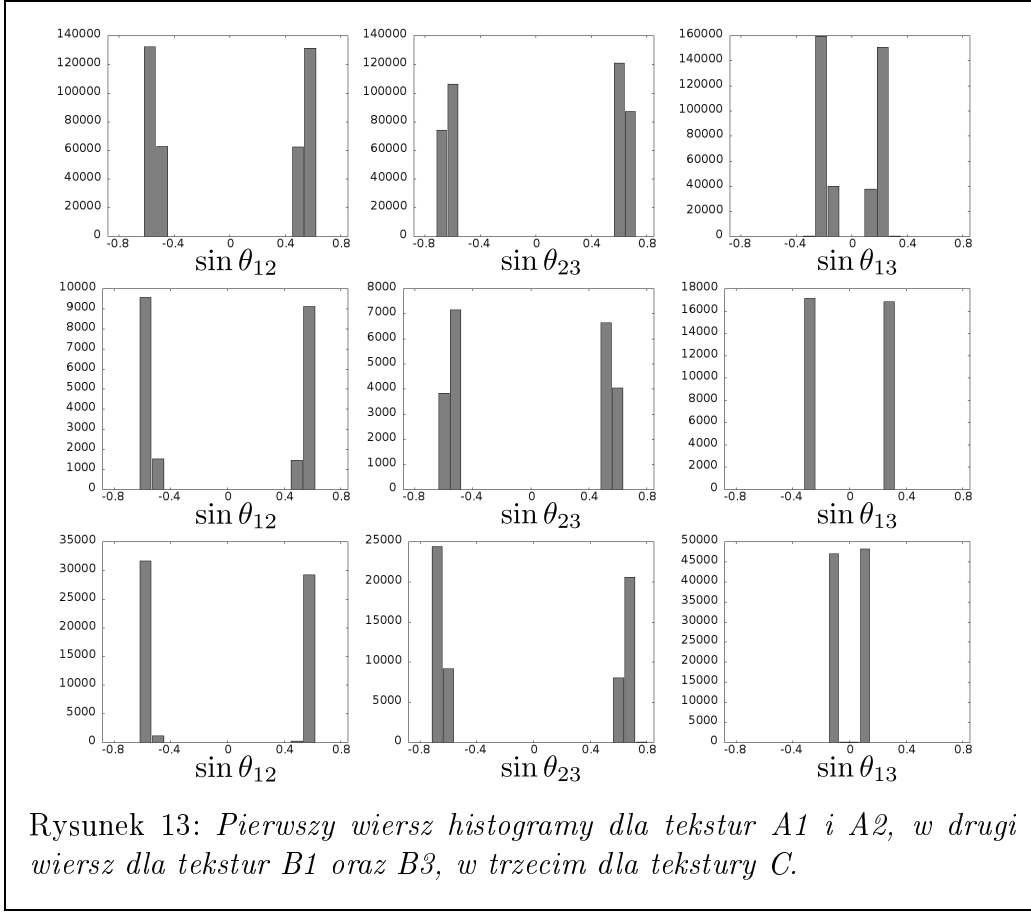 140000 120000 100000 80000 60000 40000 20000 0
-0.8 -0.4 0 0.4 0.8
sin θ12
140000 120000 100000 80000 60000 40000 20000 0
-0.8 -0.4 0 0.4 0.8
sin θ23
160000 140000 120000 100000 80000 60000 40000 20000 0
-0.8 -0.4 0 0.4 0.8
sin θ13
10000 9000 8000 7000 6000 5000 4000 3000 2000 1000 0
-0.8 -0.4 0 0.4 0.8
sin θ12
8000 7000 6000 5000 4000 3000 2000 1000 0
-0.8 -0.4 0 0.4 0.8
sin θ23
18000 16000 14000 12000 10000 8000 6000 4000 2000 0
-0.8 -0.4 0 0.4 0.8
sin θ13
35000 30000 25000 20000 15000 10000 5000 0
-0.8 -0.4 0 0.4 0.8
sin θ12
25000 20000 15000 10000 5000 0
-0.8 -0.4 0 0.4 0.8
sin θ23
50000 45000 40000 35000 30000 25000 20000 15000 10000 5000 0
-0.8 -0.4 0 0.4 0.8
sin θ13
Rysunek 13: Pierwszy wiersz histogramy dla tekstur A1 i A2, w drugi
wiersz dla tekstur B1 oraz B3, w trzecim dla tekstury C.